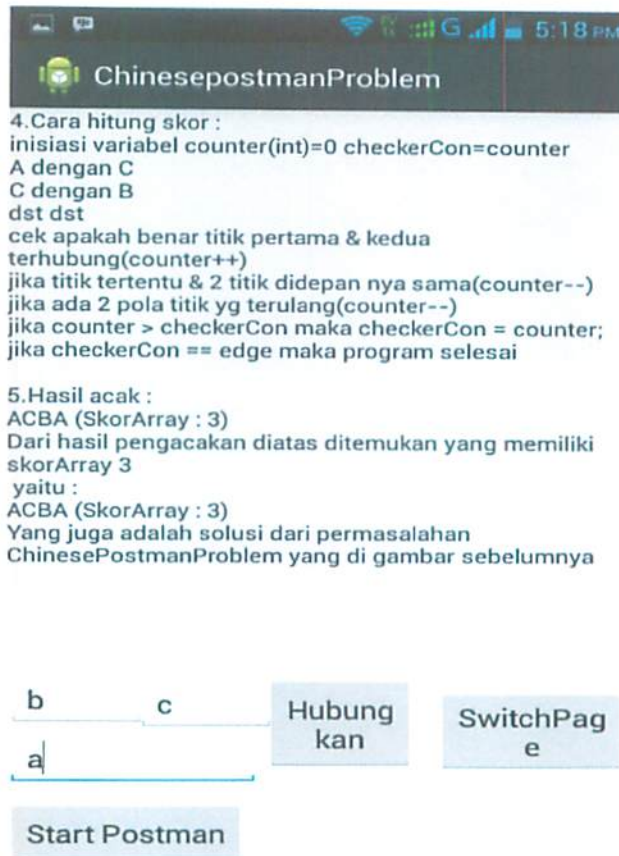 G 5:18 PM
ChinesepostmanProblem
4.Cara hitung skor :
inisiasi variabel counter(int)=0 checkerCon=counter
A dengan C
C dengan B
dst dst
cek apakah benar titik pertama & kedua
terhubung(counter++)
jika titik tertentu & 2 titik didepan nya sama(counter--)
jika ada 2 pola titik yg terulang(counter--)
jika counter > checkerCon maka checkerCon = counter;
jika checkerCon == edge maka program selesai
5.Hasil acak :
ACBA (SkorArray : 3)
Dari hasil pengacakan diatas ditemukan yang memiliki
skorArray 3
yaitu :
ACBA (SkorArray : 3)
Yang juga adalah solusi dari permasalahan
ChinesePostmanProblem yang di gambar sebelumnya
b c Hubung SwitchPag
kan e
a
Start Postman